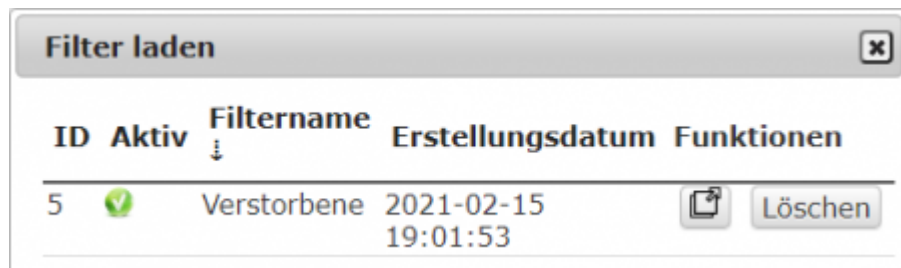 Filter laden
ID Aktiv Filtername Erstellungsdatum Funktionen
5 Verstorbene 2021-02-15 Löschen
19:01:53